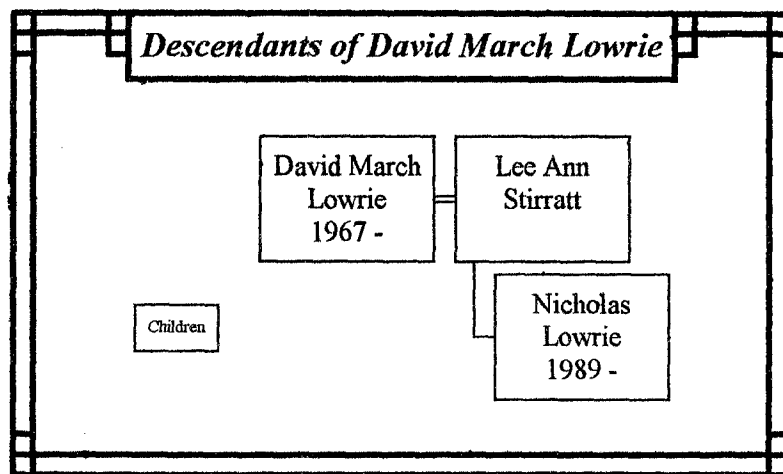 Descendants of David March Lowrie
David March
Lowrie
1967 -
Lee Ann
Stirratt
Children
Nicholas
Lowrie
1989 -